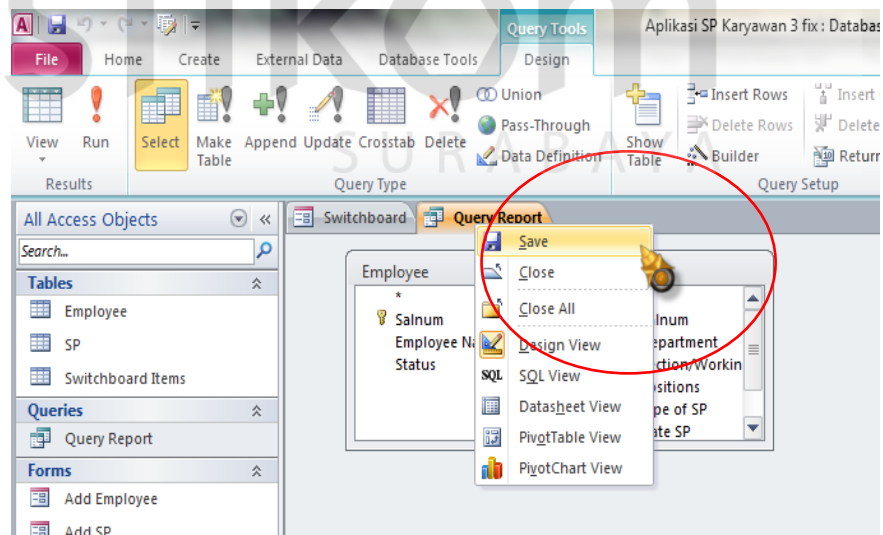 Query Tools
Aplikasi SP Karyawan 3 fix : Databas
File Home Create External Data Database Tools Design
View
Run
Select
Make Table
Append
Update
Crosstab
Delete
Union
Pass-Through
Data Definition
Show Table
Insert Rows
Delete Rows
Builder
Insert
Delete
Return
Results
Query Type
Query Setup
SURABAYA
All Access Objects
Search...
Tables
Employee
SP
Switchboard Items
Queries
Query Report
Forms
Add Employee
Add SP
Switchboard
Query Report
Employee
*
Salnum
Employee Na
Status
Save
Close
Close All
Design View
SQL SQL View
Datasheet View
PivotTable View
PivotChart View
lnum
epartment
ction/Workin
sitions
pe of SP
ate SP